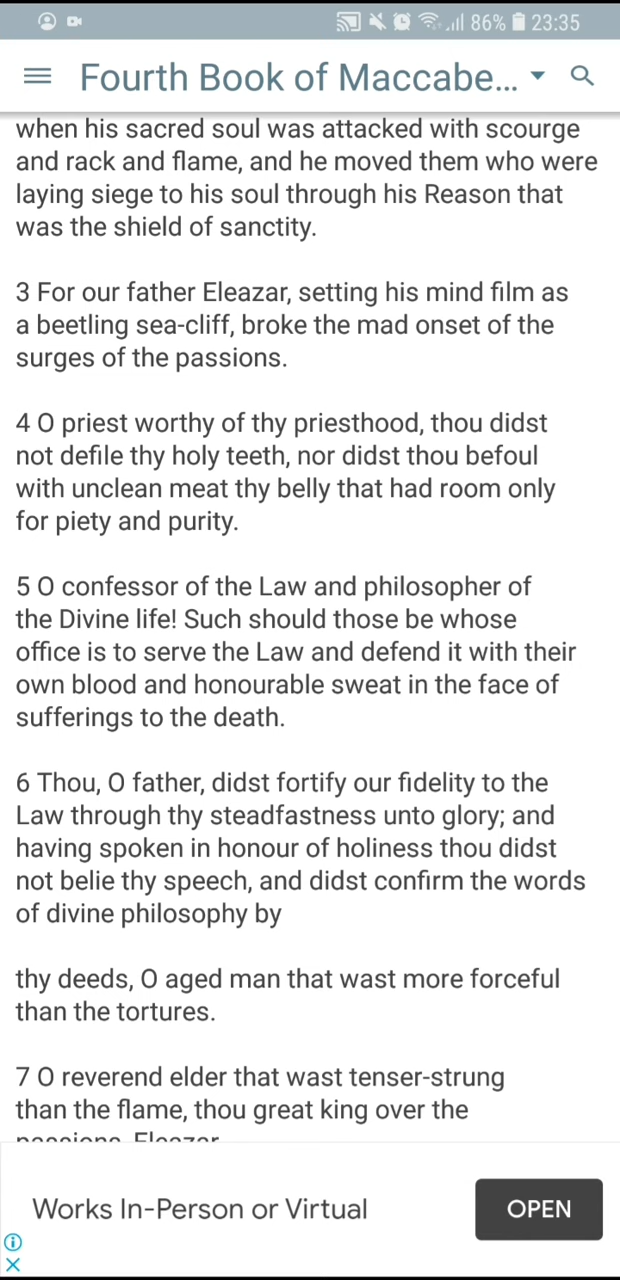 86% 23:35
Fourth Book of Maccabe...
when his sacred soul was attacked with scourge
and rack and flame, and he moved them who were
laying siege to his soul through his Reason that
was the shield of sanctity.
3 For our father Eleazar, setting his mind film as
a beetling sea-cliff, broke the mad onset of the
surges of the passions.
4 O priest worthy of thy priesthood, thou didst
not defile thy holy teeth, nor didst thou befoul
with unclean meat thy belly that had room only
for piety and purity.
5 O confessor of the Law and philosopher of
the Divine life! Such should those be whose
office is to serve the Law and defend it with their
own blood and honourable sweat in the face of
sufferings to the death.
6 Thou, O father, didst fortify our fidelity to the
Law through thy steadfastness unto glory; and
having spoken in honour of holiness thou didst
not belie thy speech, and didst confirm the words
of divine philosophy by
thy deeds, O aged man that wast more forceful
than the tortures.
7 O reverend elder that wast tenser-strung
than the flame, thou great king over the
passions, Eleazar
Works In-Person or Virtual
OPEN